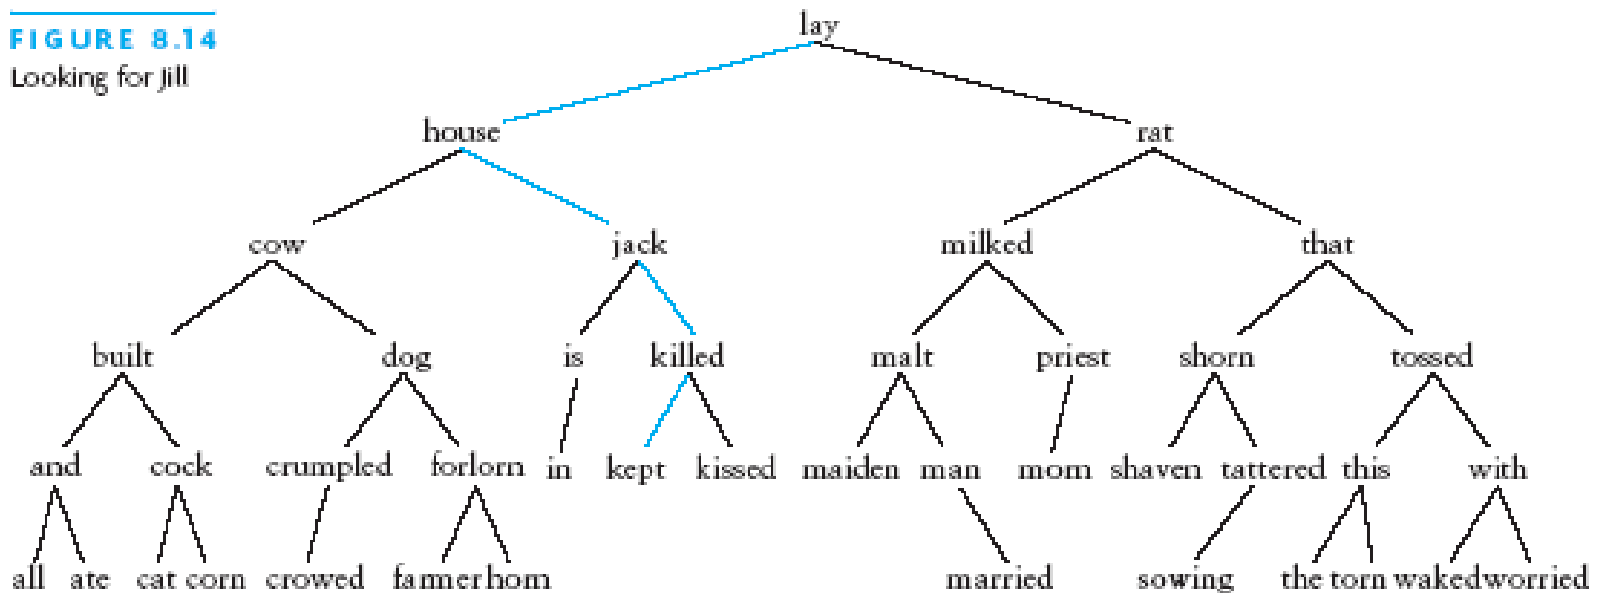 FIGURE 8.14
Looking for Jill
lay
house rat
cow jack milked that
built dog is killed malt priest shorn tossed
and cock crumpled forlorn in kept kissed maiden man morn shaven tattered this with
all ate cat corn crowed farmer horn married sowing the torn waked worried